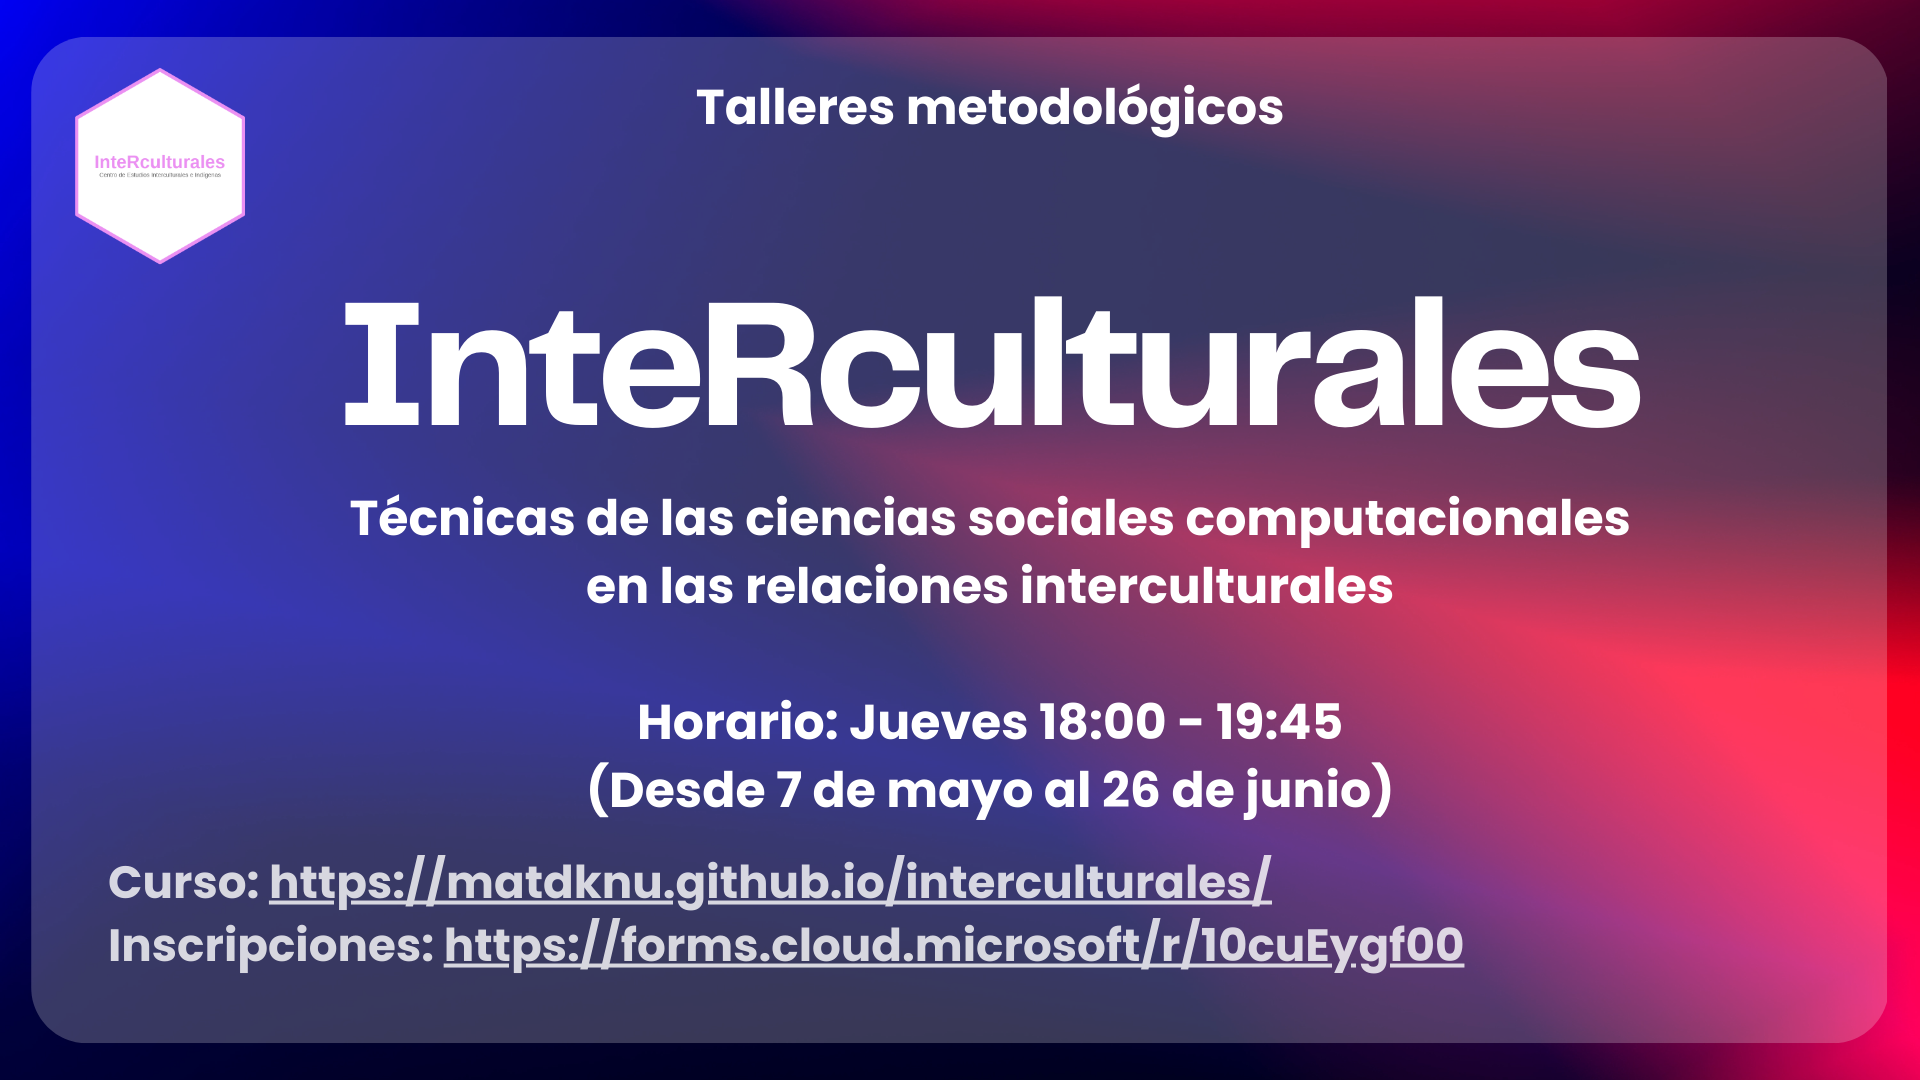 Talleres metodológicos
InteRculturales
Centro de Estudios Interculturales e Indígenas
InteRculturales
Técnicas de las ciencias sociales computacionales
en las relaciones interculturales
Horario: Jueves 18:00 - 19:45
(Desde 7 de mayo al 26 de junio)
Curso: https://matdknu.github.io/interculturales/
Inscripciones: https://forms.cloud.microsoft/r/10cuEygf00